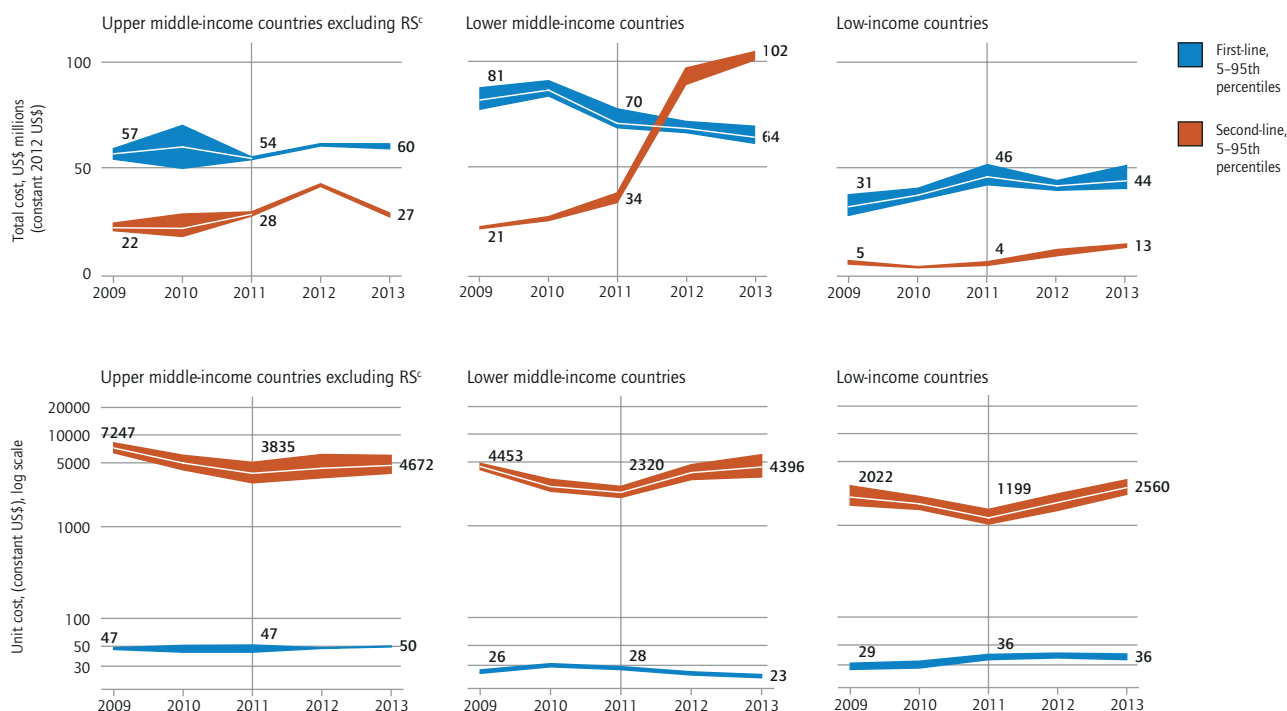 Upper middle-income countries excluding RSᶜ
Lower middle-income countries
Low-income countries
First-line,
5–95th
percentiles
Second-line,
5–95th
percentiles
Total cost, US$ millions
(constant 2012 US$)
100
50
0
57
54
60
22
28
27
2009 2010 2011 2012 2013
81
70
102
64
21
34
2009 2010 2011 2012 2013
31
46
44
5
4
13
2009 2010 2011 2012 2013
Upper middle-income countries excluding RSᶜ
Lower middle-income countries
Low-income countries
Unit cost, (constant US$), log scale
20000
10000
5000
1000
100
50
30
7247
3835
4672
47
47
50
2009 2010 2011 2012 2013
4453
2320
4396
26
28
23
2009 2010 2011 2012 2013
2022
1199
2560
29
36
36
2009 2010 2011 2012 2013